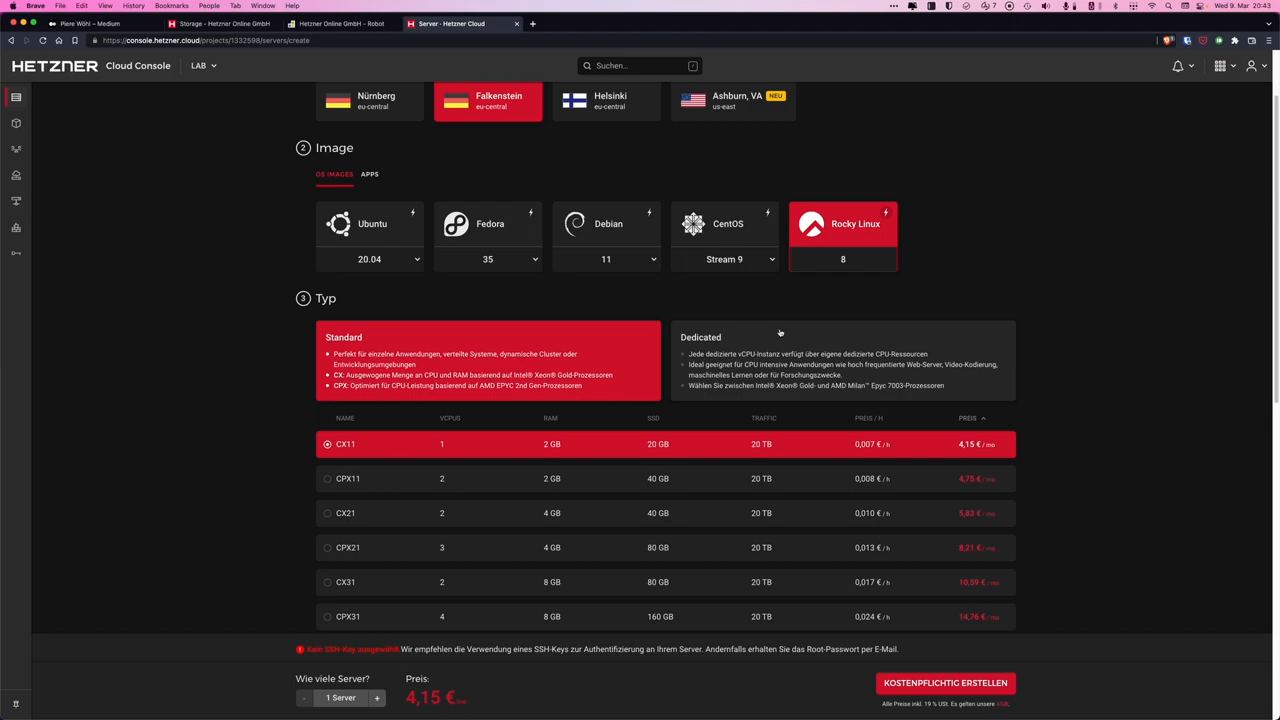 Brave File Edit View History Bookmarks People Tab Window Help
7
Wed 9. Mar 20:43
Piere Wöhl – Medium
Storage - Hetzner Online GmbH
Hetzner Online GmbH - Robot
Server · Hetzner Cloud
https://console.hetzner.cloud/projects/1332598/servers/create
HETZNER Cloud Console LAB
Suchen... /
Nürnberg
eu-central
Falkenstein
eu-central
Helsinki
eu-central
Ashburn, VA NEU
us-east
2 Image
OS IMAGES APPS
Ubuntu
20.04
Fedora
35
Debian
11
CentOS
Stream 9
Rocky Linux
8
3 Typ
Standard
Perfekt für einzelne Anwendungen, verteilte Systeme, dynamische Cluster oder
Entwicklungsumgebungen
CX: Ausgewogene Menge an CPU und RAM basierend auf Intel® Xeon® Gold-Prozessoren
CPX: Optimiert für CPU-Leistung basierend auf AMD EPYC 2nd Gen-Prozessoren
Dedicated
Jede dedizierte vCPU-Instanz verfügt über eigene dedizierte CPU-Ressourcen
Ideal geeignet für CPU intensive Anwendungen wie hoch frequentierte Web-Server, Video-Kodierung,
maschinelles Lernen oder für Forschungszwecke.
Wählen Sie zwischen Intel® Xeon® Gold- und AMD Milan™ Epyc 7003-Prozessoren
NAME VCPUS RAM SSD TRAFFIC PREIS / H PREIS
CX11 1 2 GB 20 GB 20 TB 0,007 € / h 4,15 € / mo
CPX11 2 2 GB 40 GB 20 TB 0,008 € / h 4,75 € / mo
CX21 2 4 GB 40 GB 20 TB 0,010 € / h 5,83 € / mo
CPX21 3 4 GB 80 GB 20 TB 0,013 € / h 8,21 € / mo
CX31 2 8 GB 80 GB 20 TB 0,017 € / h 10,59 € / mo
CPX31 4 8 GB 160 GB 20 TB 0,024 € / h 14,76 € / mo
Kein SSH-Key ausgewählt! Wir empfehlen die Verwendung eines SSH-Keys zur Authentifizierung an Ihrem Server. Andernfalls erhalten Sie das Root-Passwort per E-Mail.
Wie viele Server?
- 1 Server +
Preis:
4,15 €/mo
KOSTENPFLICHTIG ERSTELLEN
Alle Preise inkl. 19 % USt. Es gelten unsere AGB.